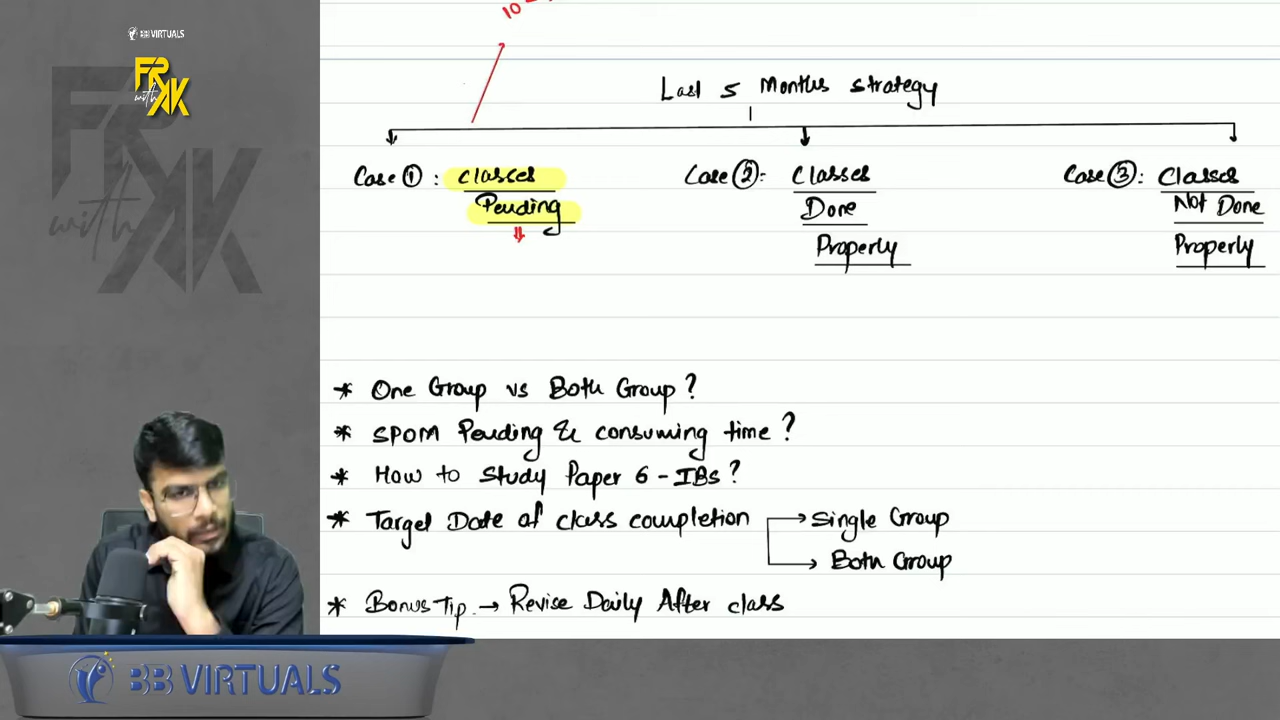 BB VIRTUALS
FR
with
KK
10
Last 5 Months strategy
Case ① : Classes Pending
Case ② : Classes Done Properly
Case ③ : Classes Not Done Properly
* One Group vs Both Group ?
* SPOM Pending & consuming time ?
* How to Study Paper 6 - IBS ?
* Target Date of class completion → Single Group
→ Both Group
* Bonus Tip → Revise Daily After class
BB VIRTUALS